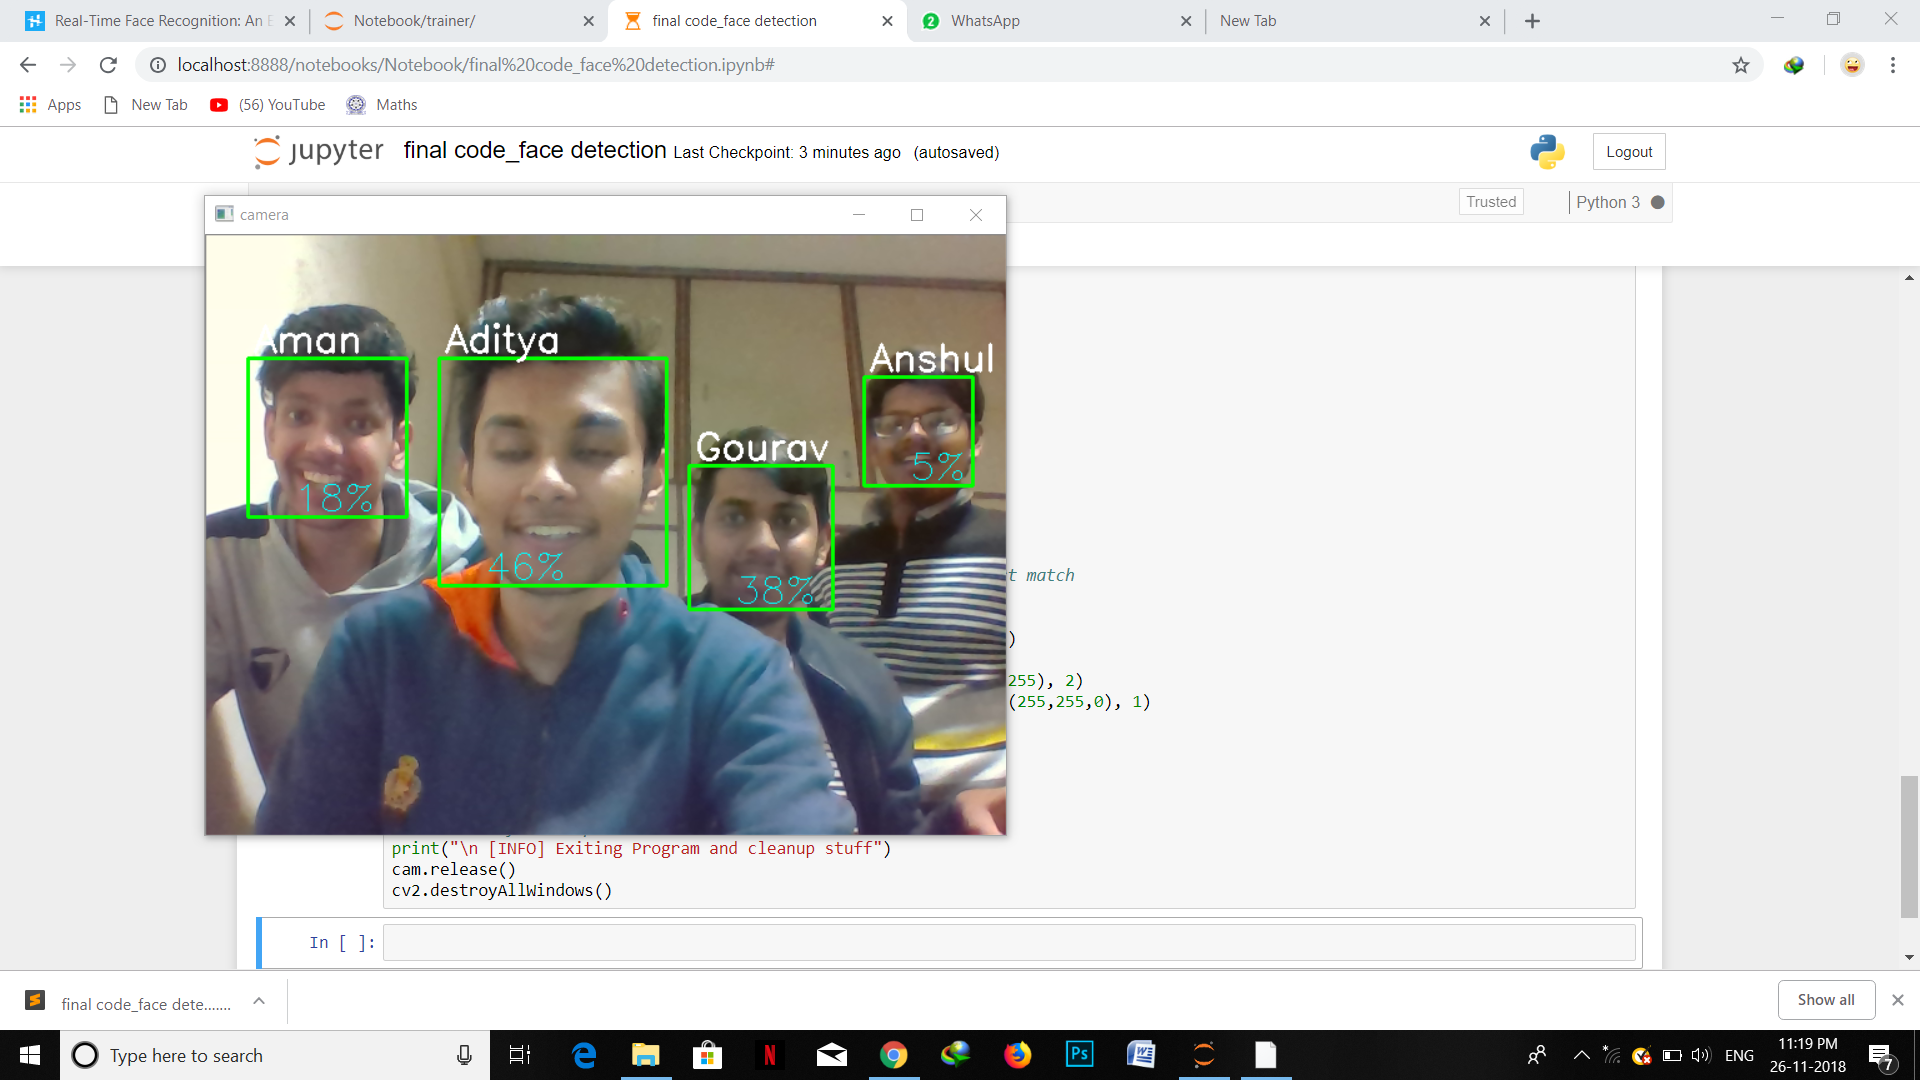 Real-Time Face Recognition: An E
Notebook/trainer/
final code_face detection
2
WhatsApp
New Tab
localhost:8888/notebooks/Notebook/final%20code_face%20detection.ipynb#
Apps
New Tab
(56) YouTube
Maths
jupyter
final code_face detection Last Checkpoint: 3 minutes ago (autosaved)
Logout
Trusted
Python 3
camera
Aman
Aditya
Anshul
Gourav
5%
18%
46%
38%
t match
)
255), 2)
(255,255,0), 1)
print("\n [INFO] Exiting Program and cleanup stuff")
cam.release()
cv2.destroyAllWindows()
In [ ]:
final code_face dete.......
Show all
Type here to search
N
Ps
W
ENG
11:19 PM
26-11-2018
7